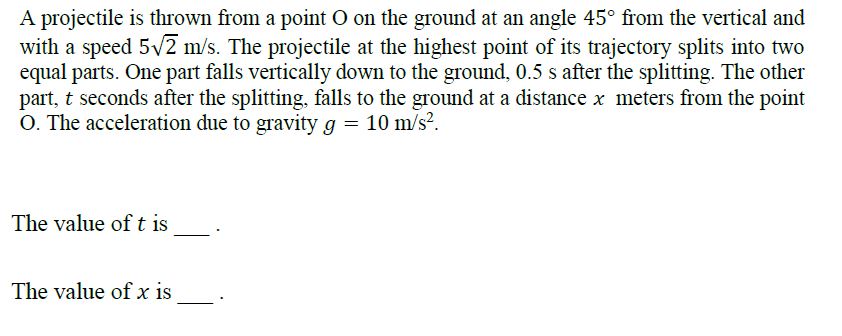 A projectile is thrown from a point O on the ground at an angle 45° from the vertical and
with a speed 5√2 m/s. The projectile at the highest point of its trajectory splits into two
equal parts. One part falls vertically down to the ground, 0.5 s after the splitting. The other
part, t seconds after the splitting, falls to the ground at a distance x meters from the point
O. The acceleration due to gravity g = 10 m/s².
The value of t is ___ .
The value of x is ___ .